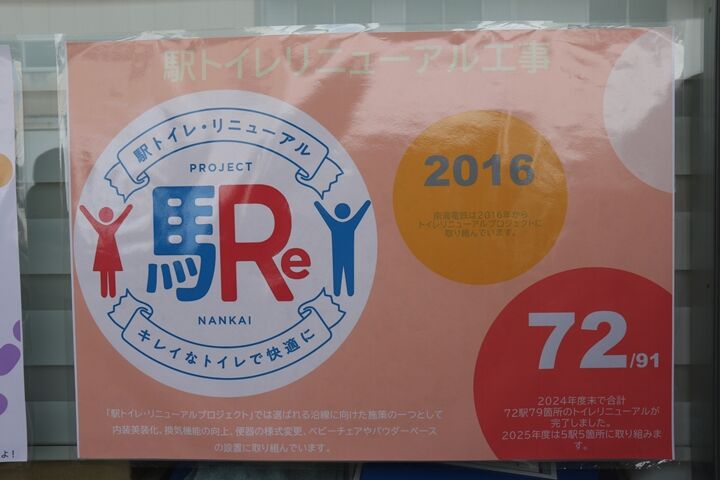 駅トイレリニューアル工事
駅トイレ・リニューアル
PROJECT
馬Re
NANKAI
キレイなトイレで快適に
2016
南海電鉄は2016年から
トイレリニューアルプロジェクトに
取り組んでいます。
72/91
2024年度末で合計
72駅79箇所のトイレリニューアルが
完了しました。
2025年度は5駅5箇所に取り組みま
す。
「駅トイレ・リニューアルプロジェクト」では選ばれる沿線に向けた施策の一つとして
内装美装化、換気機能の向上、便器の様式変更、ベビーチェアやパウダーベース
の設置に取り組んでいます。
よ！